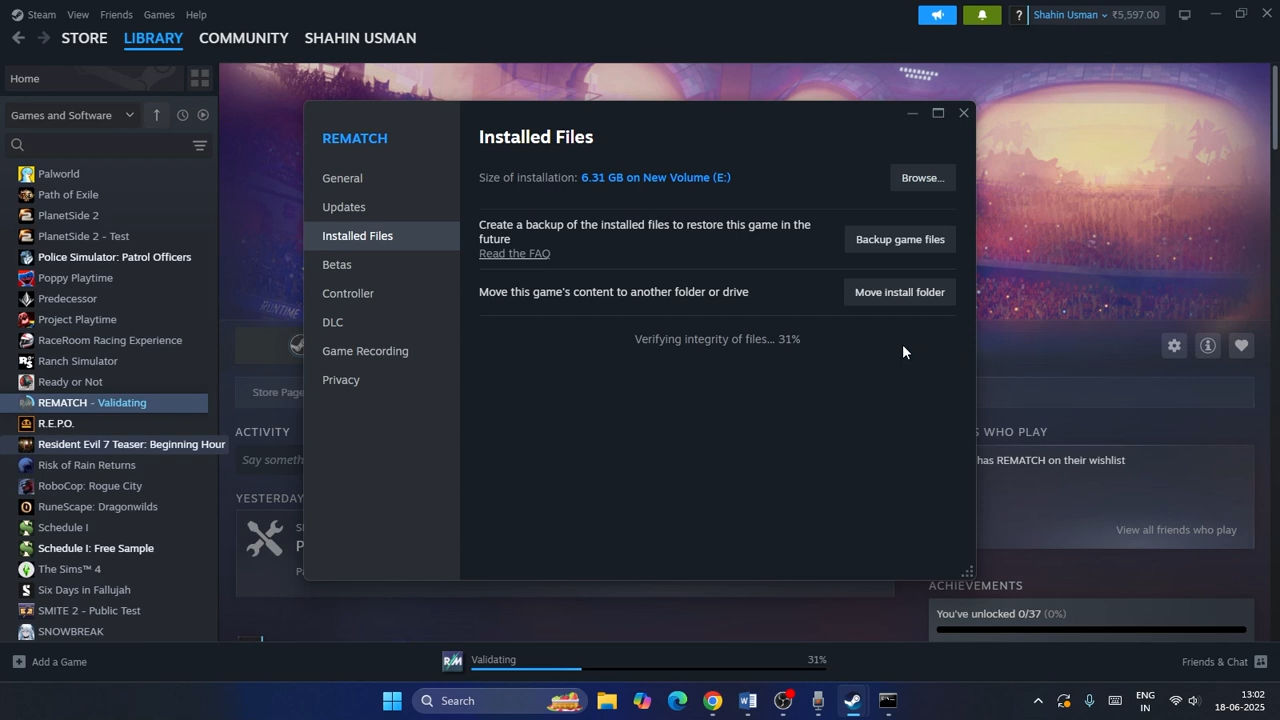 Steam View Friends Games Help
? Shahin Usman ₹5,597.00
STORE LIBRARY COMMUNITY SHAHIN USMAN
Home
Games and Software
Palworld
Path of Exile
PlanetSide 2
PlanetSide 2 - Test
Police Simulator: Patrol Officers
Poppy Playtime
Predecessor
Project Playtime
RaceRoom Racing Experience
Ranch Simulator
Ready or Not
REMATCH - Validating
R.E.P.O.
Resident Evil 7 Teaser: Beginning Hour
Risk of Rain Returns
RoboCop: Rogue City
RuneScape: Dragonwilds
Schedule I
Schedule I: Free Sample
The Sims™ 4
Six Days in Fallujah
SMITE 2 - Public Test
SNOWBREAK
Add a Game
REMATCH
General
Updates
Installed Files
Betas
Controller
DLC
Game Recording
Privacy
Installed Files
Size of installation: 6.31 GB on New Volume (E:)
Browse...
Create a backup of the installed files to restore this game in the
future
Read the FAQ
Backup game files
Move this game's content to another folder or drive
Move install folder
Verifying integrity of files... 31%
Store Page
ACTIVITY
Say someth
YESTERDAY
S WHO PLAY
has REMATCH on their wishlist
View all friends who play
ACHIEVEMENTS
You've unlocked 0/37 (0%)
RM Validating 31%
Friends & Chat
Search
ENG
IN
13:02
18-06-2025